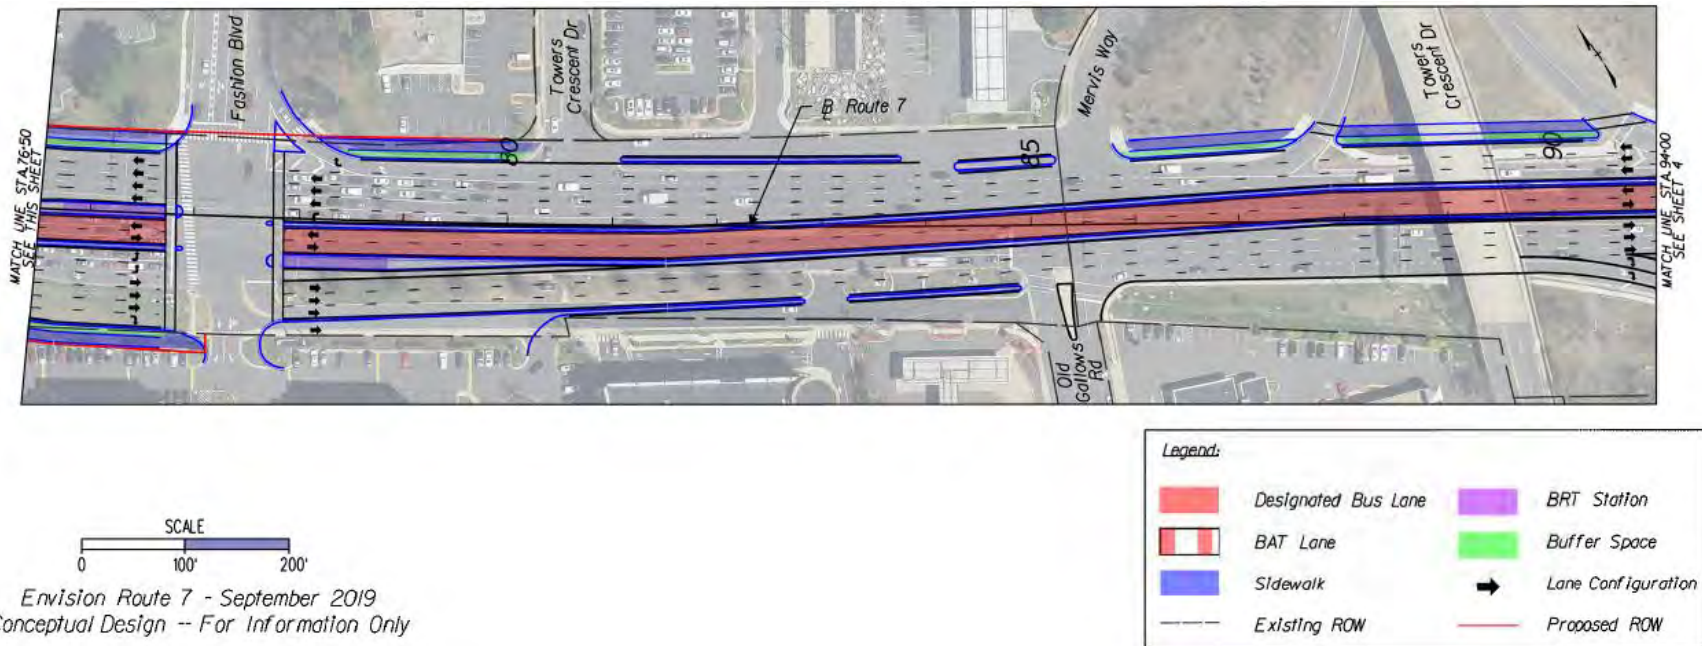 Fashion Blvd
Towers
Crescent Dr
Mervis Way
Towers
Crescent Dr
B Route 7
80
85
90
MATCH LINE STA.76+50
SEE THIS SHEET
MATCH LINE STA.94+00
SEE SHEET 4
Old
Gallows
Rd
Legend:
Designated Bus Lane
BRT Station
BAT Lane
Buffer Space
Sidewalk
Lane Configuration
Existing ROW
Proposed ROW
SCALE
0 100' 200'
Envision Route 7 - September 2019
Conceptual Design -- For Information Only